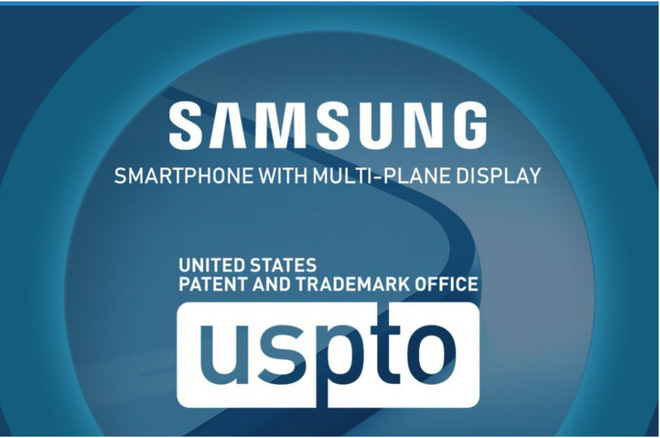 SAMSUNG
SMARTPHONE WITH MULTI-PLANE DISPLAY
UNITED STATES
PATENT AND TRADEMARK OFFICE
uspto